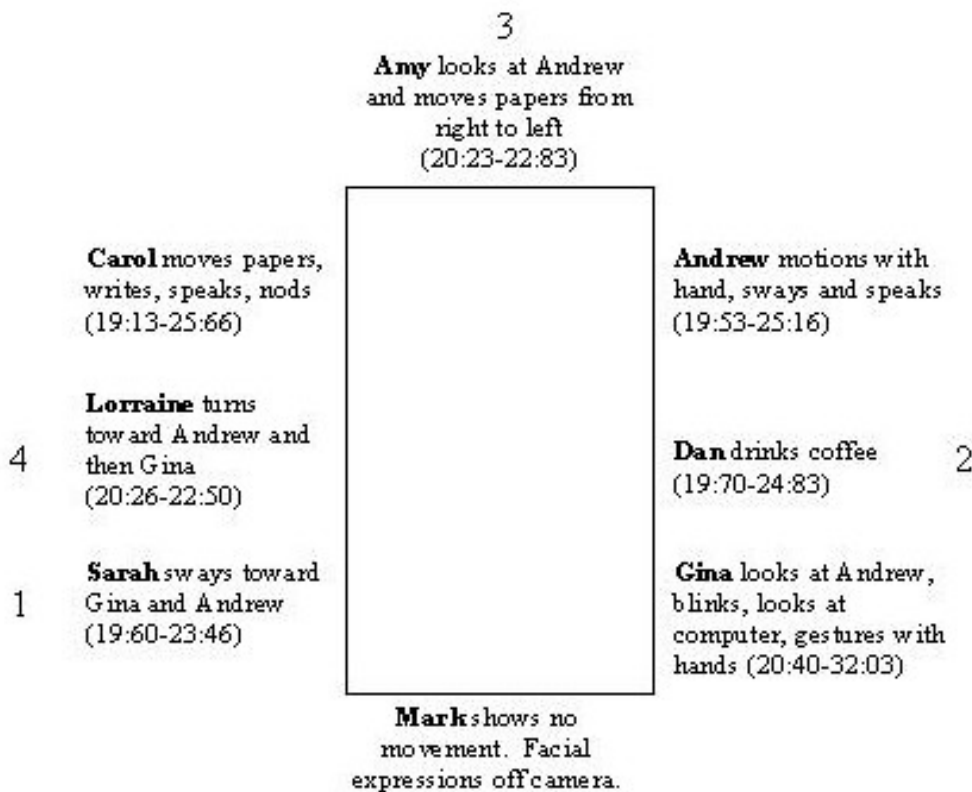 3
Amy looks at Andrew
and moves papers from
right to left
(20:23-22:83)
Carol moves papers,
writes, speaks, nods
(19:13-25:66)
Andrew motions with
hand, sways and speaks
(19:53-25:16)
4
Lorraine turns
toward Andrew and
then Gina
(20:26-22:50)
Dan drinks coffee
(19:70-24:83)
2
1
Sarah sways toward
Gina and Andrew
(19:60-23:46)
Gina looks at Andrew,
blinks, looks at
computer, gestures with
hands (20:40-32:03)
Mark shows no
movement. Facial
expressions off camera.